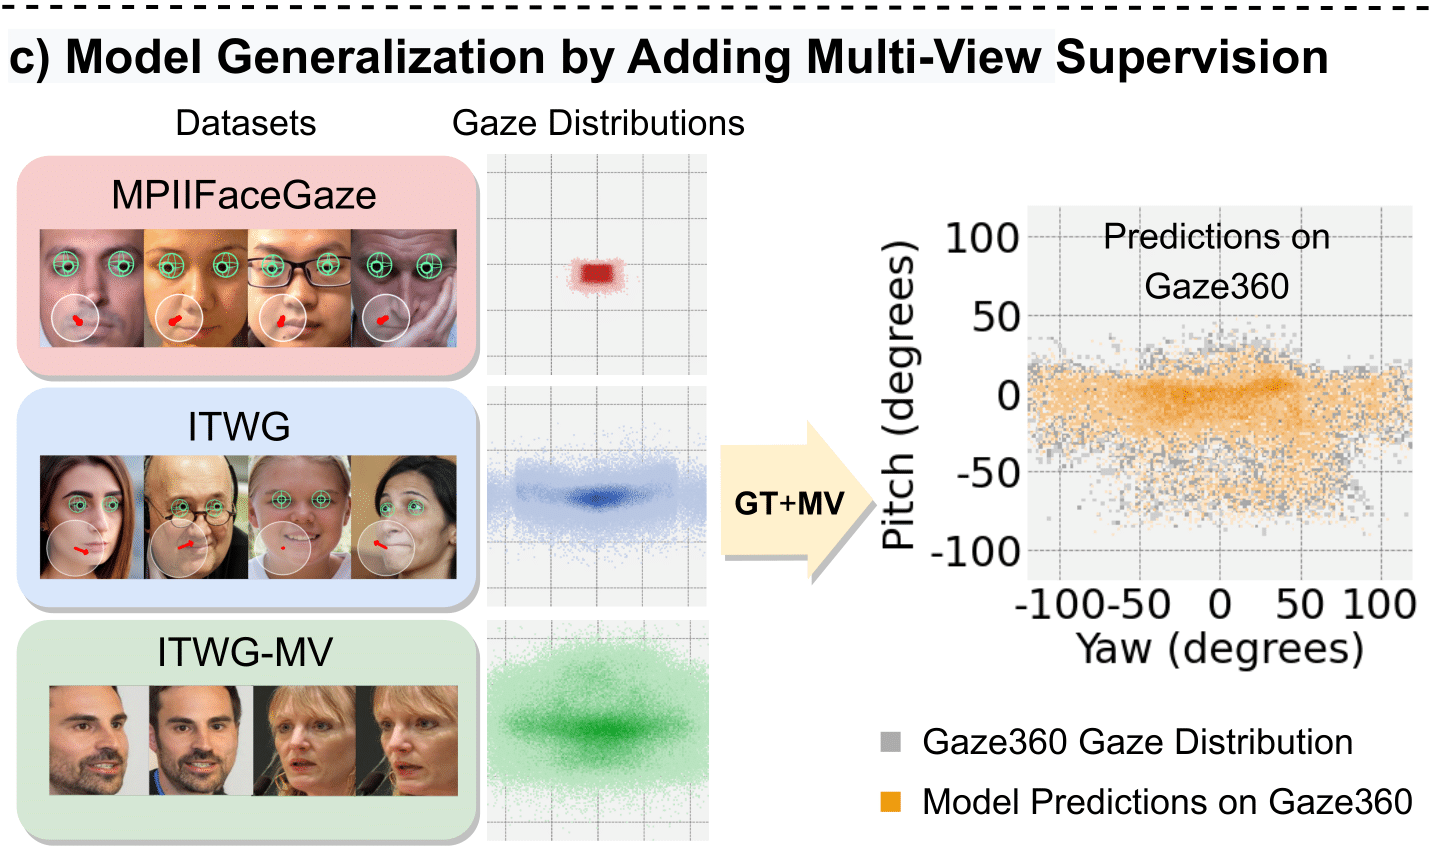 c) Model Generalization by Adding Multi-View Supervision
Datasets
Gaze Distributions
MPIIFaceGaze
ITWG
ITWG-MV
GT+MV
Predictions on
Gaze360
100
50
0
-50
-100
Pitch (degrees)
-100 -50 0 50 100
Yaw (degrees)
Gaze360 Gaze Distribution
Model Predictions on Gaze360